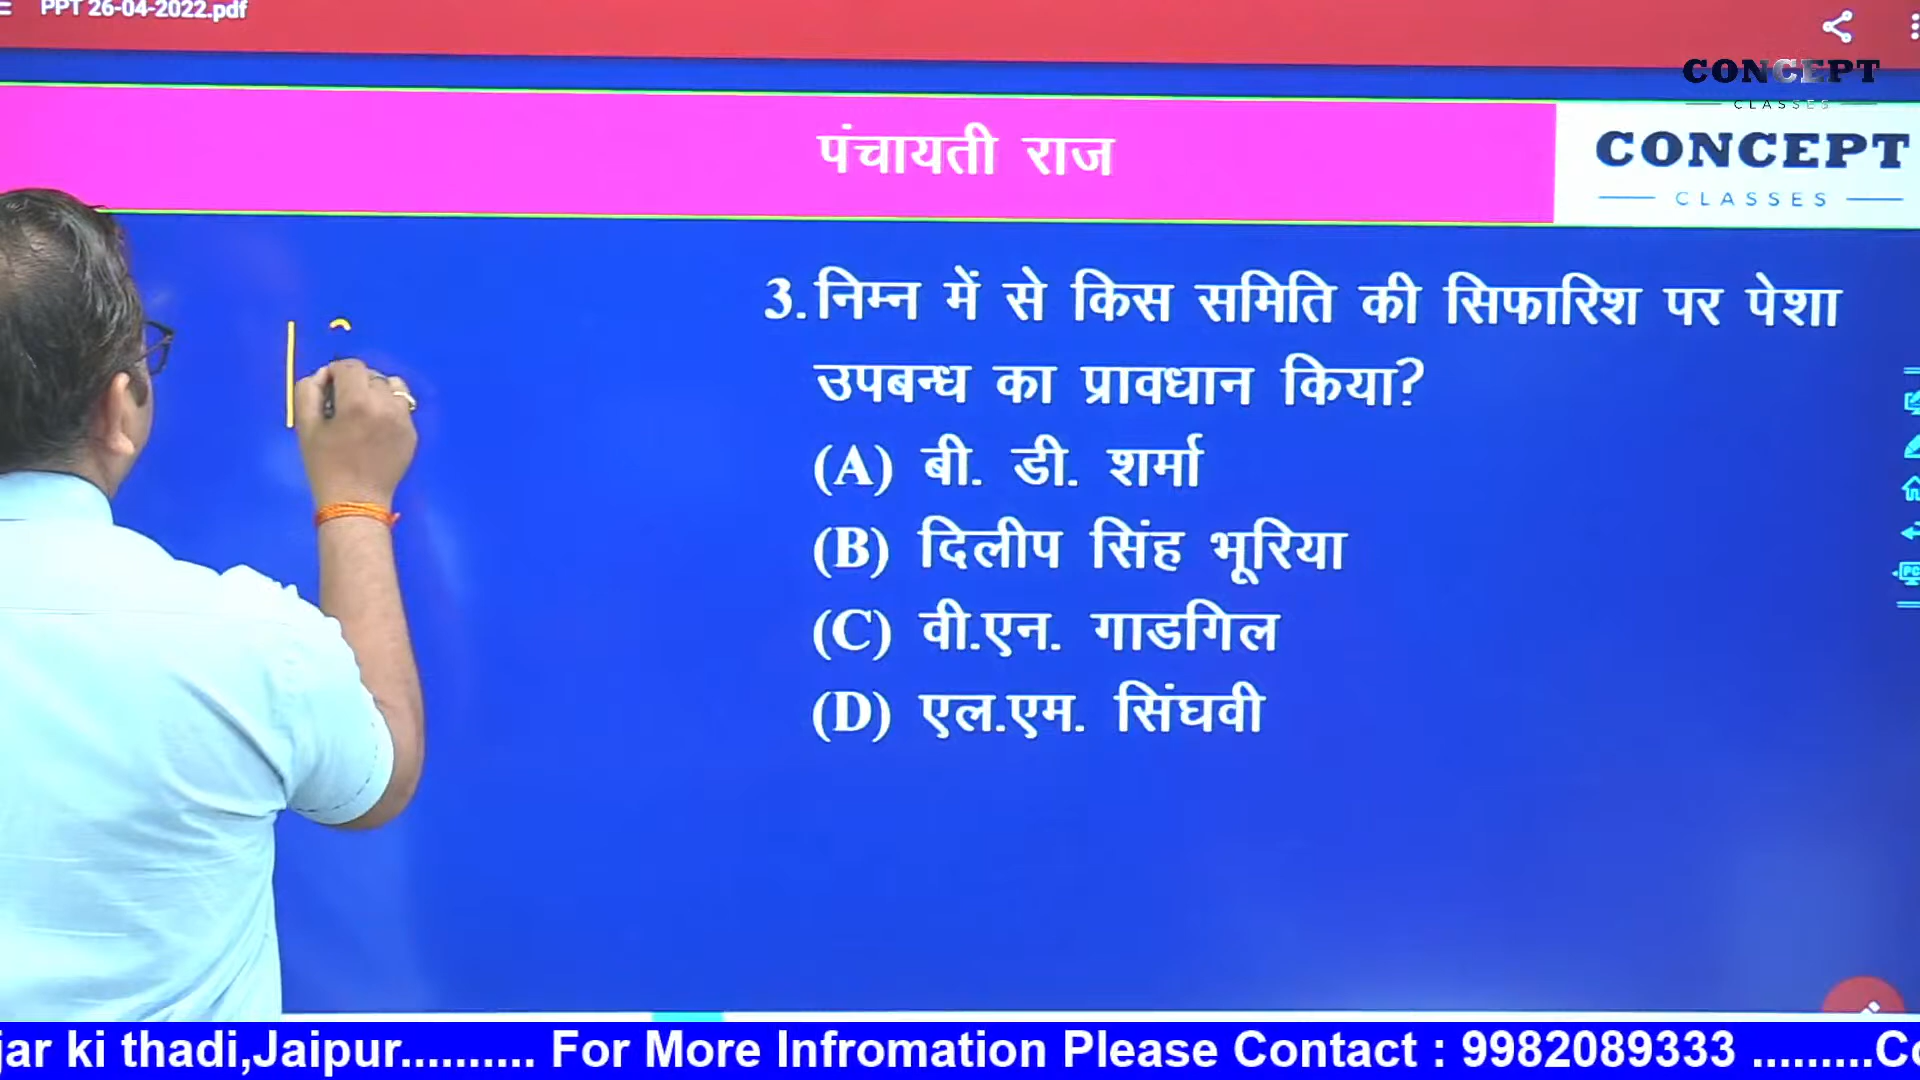 PPT 26-04-2022.pdf
CONCEPT
CLASSES
पंचायती राज
CONCEPT
CLASSES
3. निम्न में से किस समिति की सिफारिश पर पेशा
उपबन्ध का प्रावधान किया?
(A) बी. डी. शर्मा
(B) दिलीप सिंह भूरिया
(C) वी.एन. गाडगिल
(D) एल.एम. सिंघवी
PC
jar ki thadi,Jaipur.......... For More Infromation Please Contact : 9982089333 .........Co